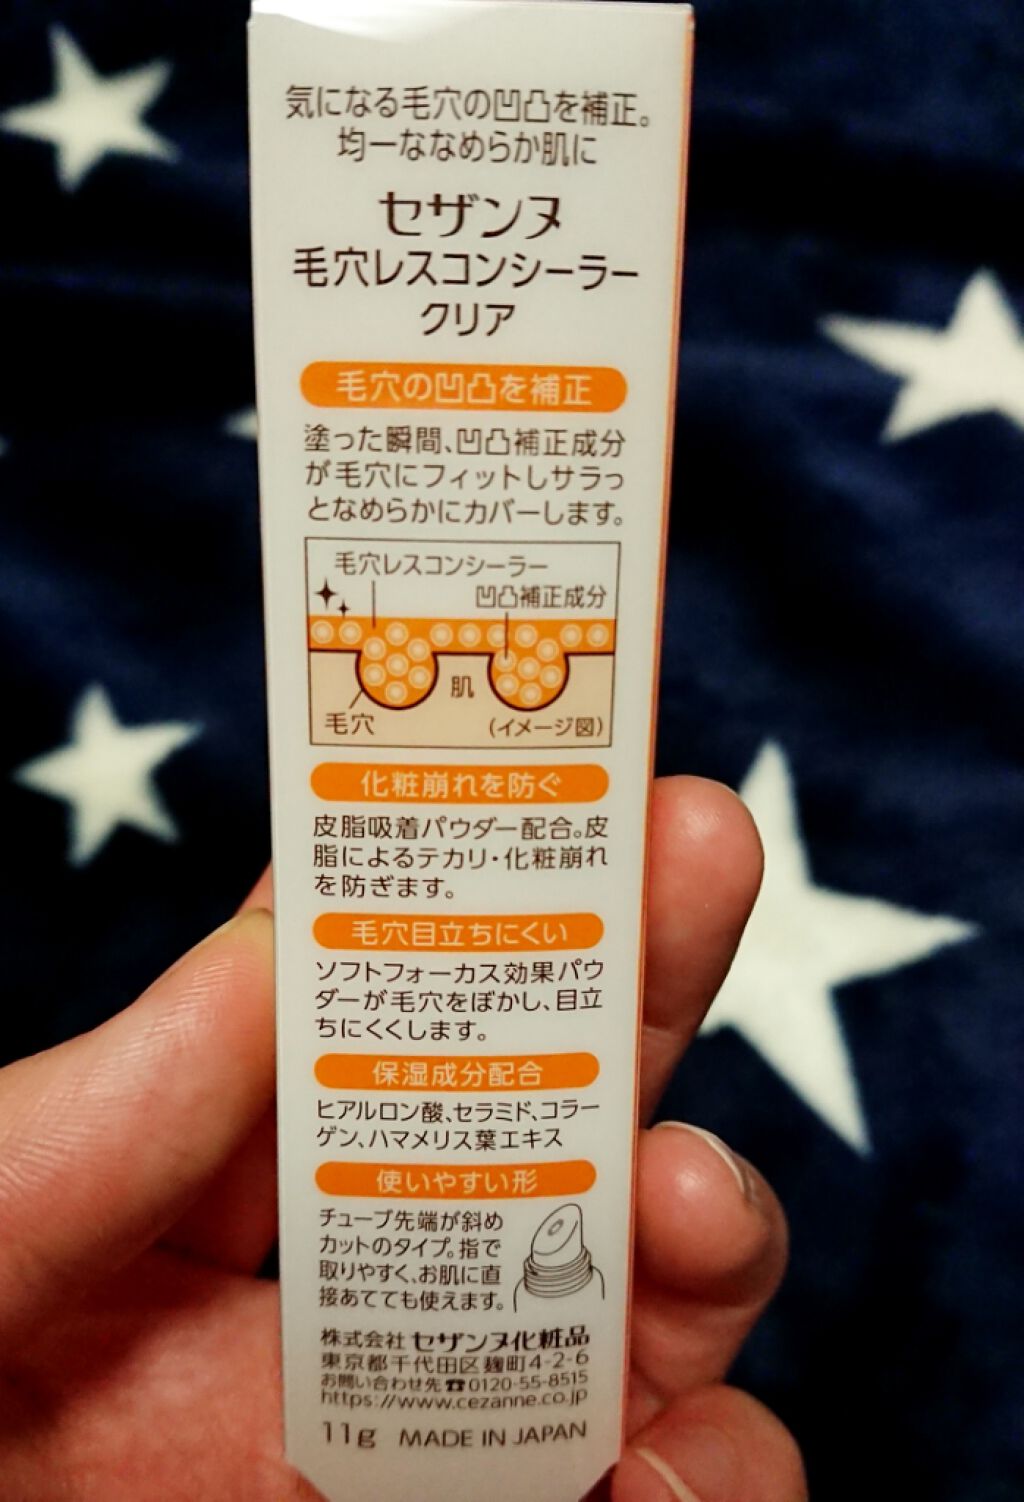 気になる毛穴の凹凸を補正。
均一ななめらか肌に
セザンヌ
毛穴レスコンシーラー
クリア
毛穴の凹凸を補正
塗った瞬間、凹凸補正成分
が毛穴にフィットしサラっ
となめらかにカバーします。
毛穴レスコンシーラー
凹凸補正成分
肌
毛穴
(イメージ図)
化粧崩れを防ぐ
皮脂吸着パウダー配合。皮
脂によるテカリ・化粧崩れ
を防ぎます。
毛穴目立ちにくい
ソフトフォーカス効果パウ
ダーが毛穴をぼかし、目立
ちにくくします。
保湿成分配合
ヒアルロン酸、セラミド、コラー
ゲン、ハマメリス葉エキス
使いやすい形
チューブ先端が斜め
カットのタイプ。指で
取りやすく、お肌に直
接あてても使えます。
株式会社 セザンヌ化粧品
東京都千代田区麹町4-2-6
お問い合わせ先☎0120-55-8515
https://www.cezanne.co.jp
11g MADE IN JAPAN